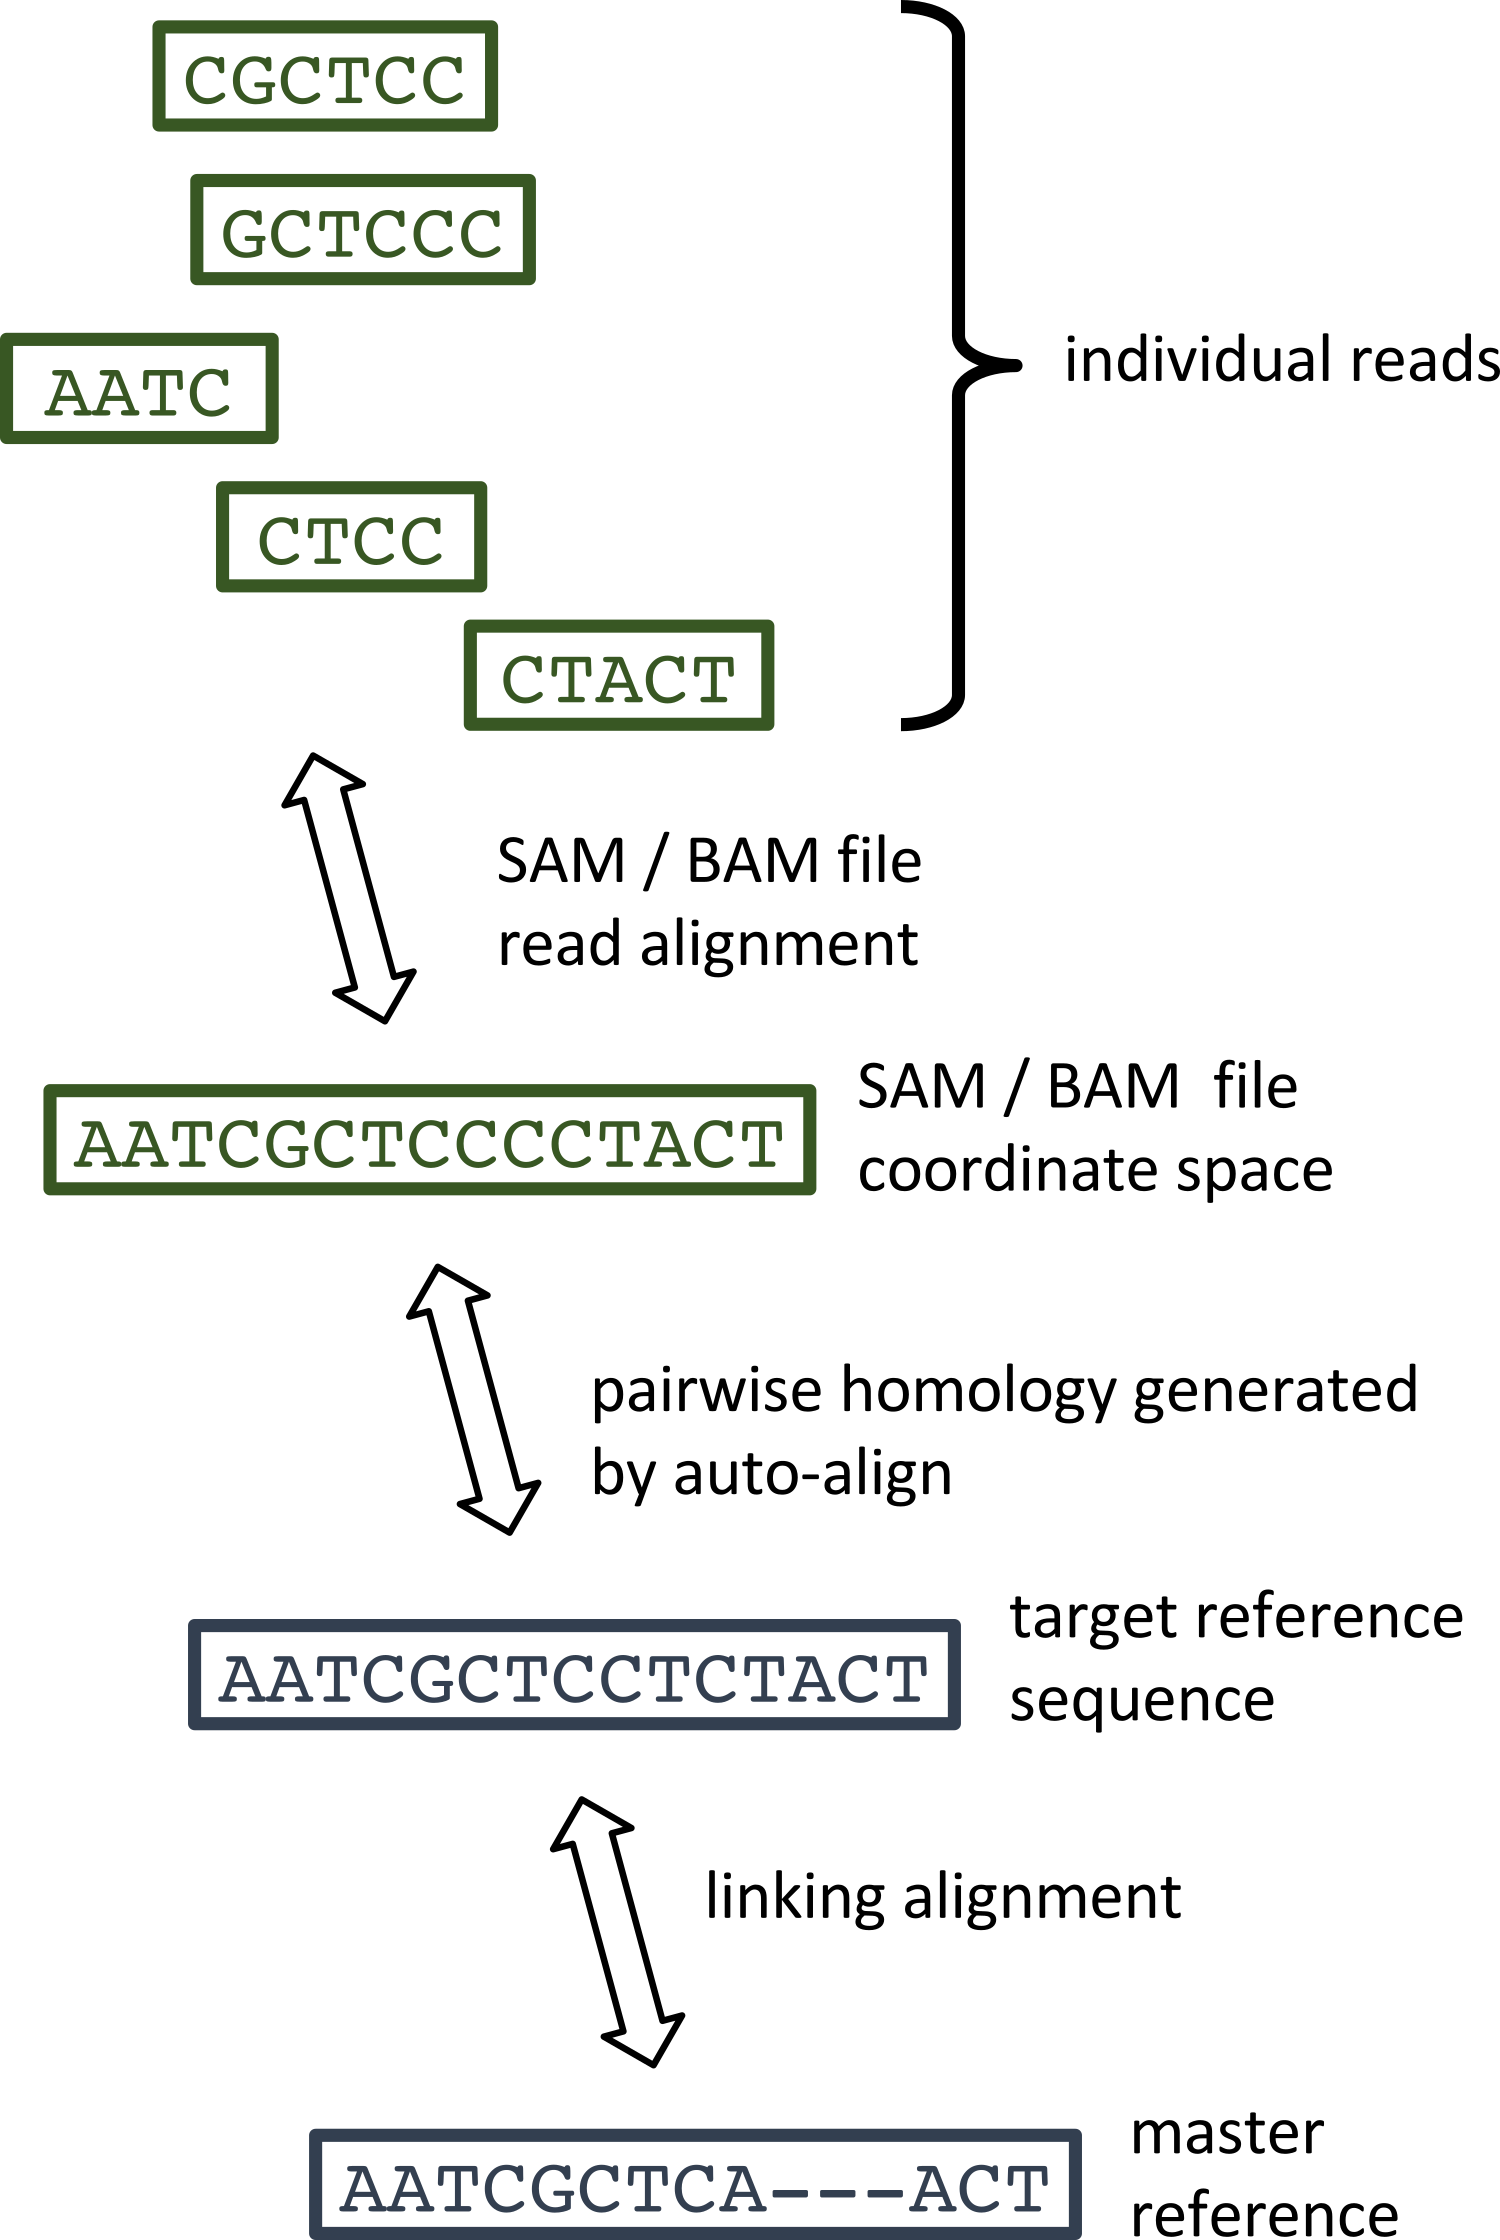 CGCTCC
GCTCCC
individual reads
AATC
CTCC
CTACT
SAM / BAM file
read alignment
AATCGCTCCCCTACT
SAM / BAM  file
coordinate space
pairwise homology generated
by auto-align
AATCGCTCCTCTACT
target reference
sequence
linking alignment
AATCGCTCA---ACT
master
reference